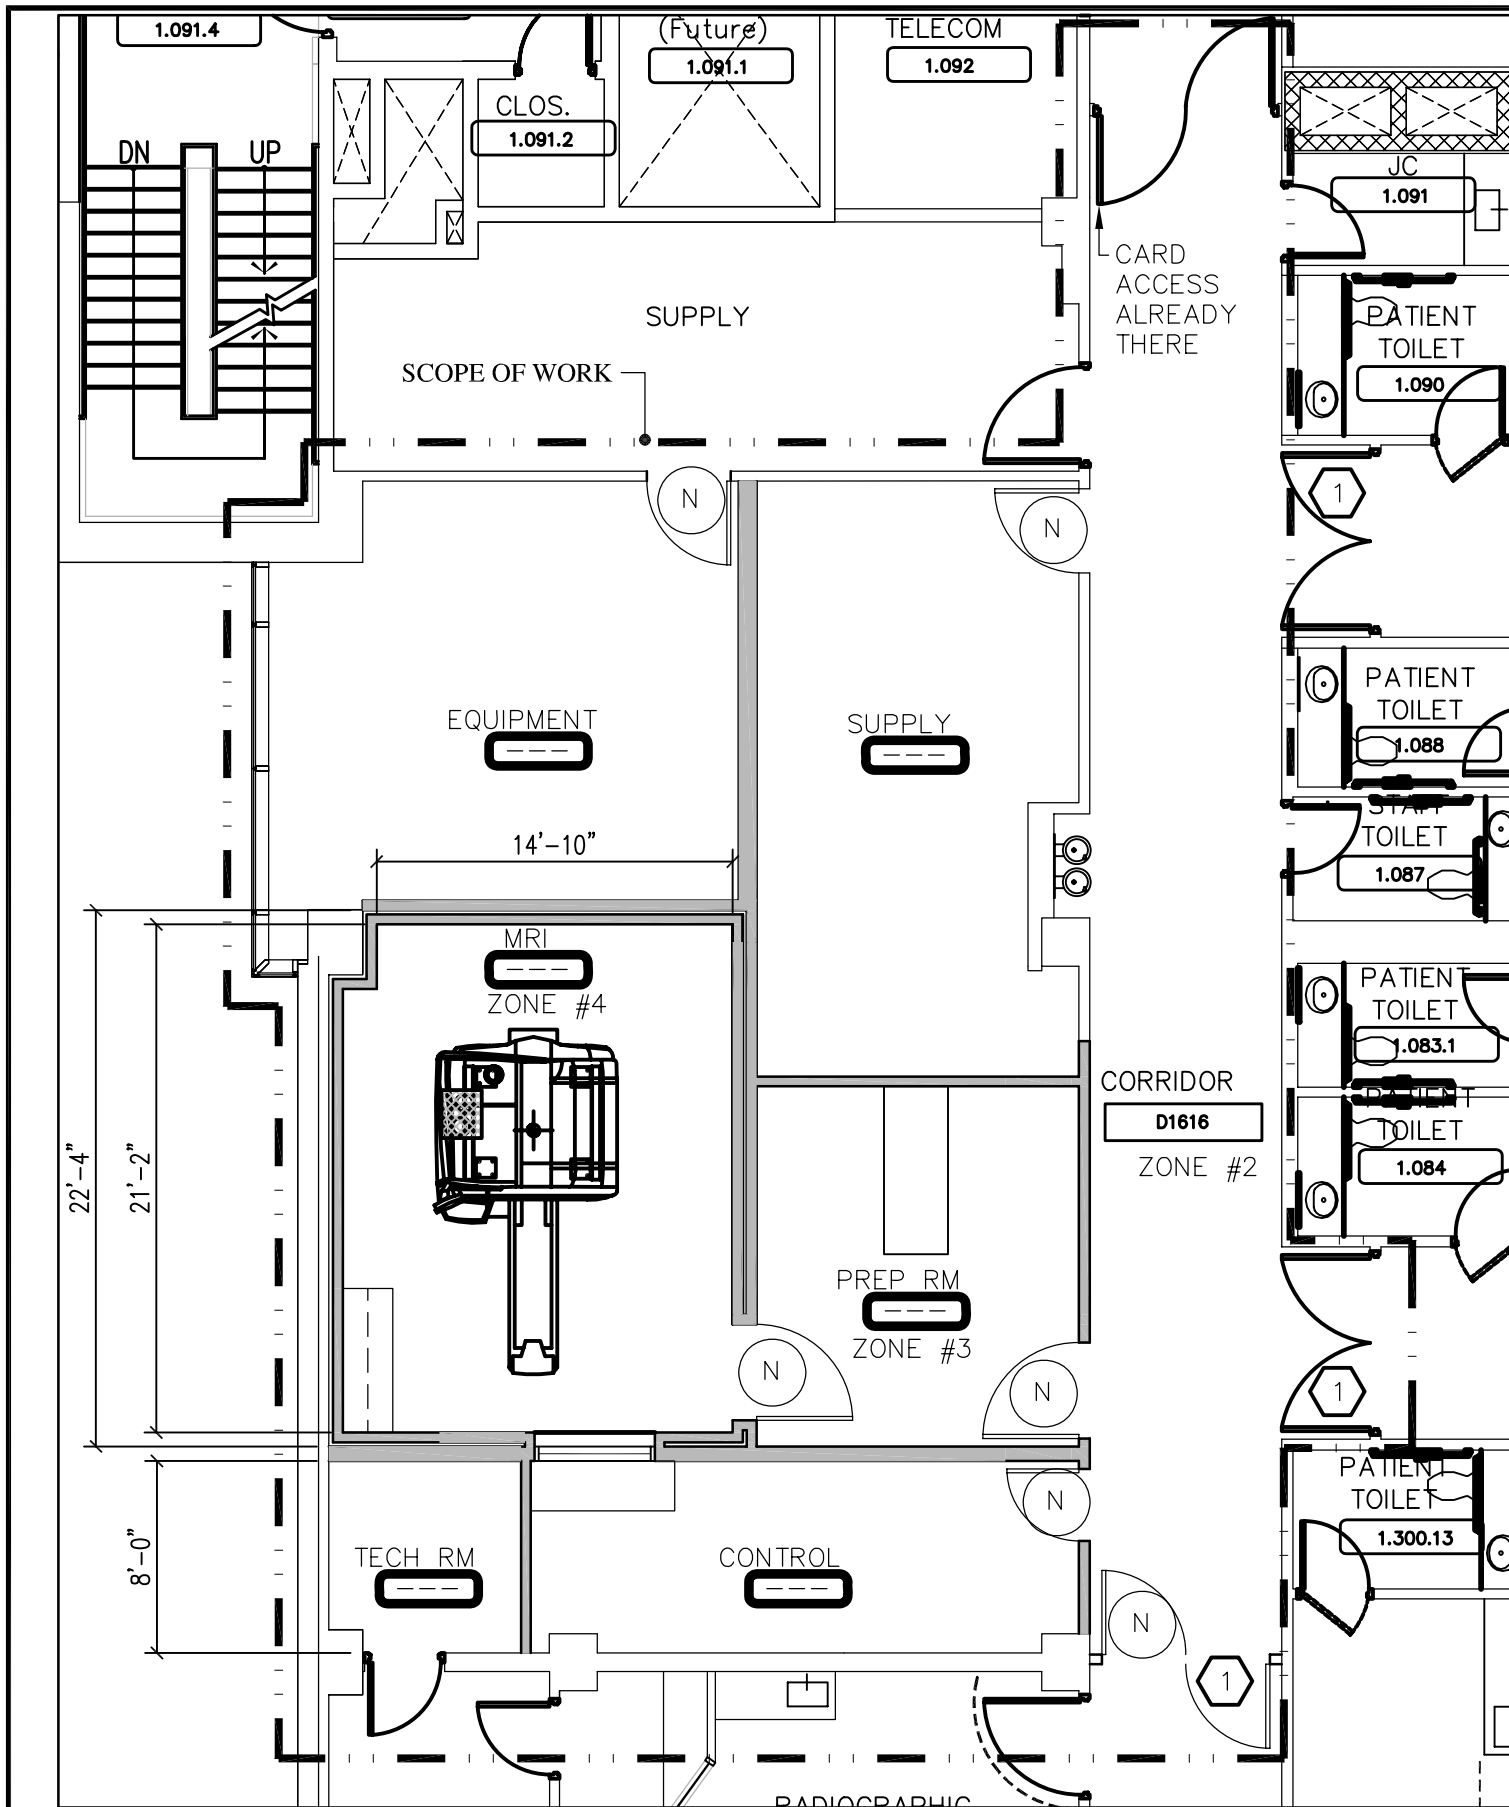 1.091.4
(Future)
1.091.1
TELECOM
1.092
CLOS.
1.091.2
DN
UP
JC
1.091
CARD
ACCESS
ALREADY
THERE
SUPPLY
SCOPE OF WORK
PATIENT
TOILET
1.090
N
N
1
EQUIPMENT
SUPPLY
PATIENT
TOILET
1.088
STAFF
TOILET
1.087
14'-10"
MRI
ZONE #4
PATIENT
TOILET
1.083.1
CORRIDOR
D1616
ZONE #2
PATIENT
TOILET
1.084
22'-4"
21'-2"
PREP RM
ZONE #3
N
N
1
PATIENT
TOILET
1.300.13
N
8'-0"
TECH RM
CONTROL
N
1
RADIOGRAPHIC